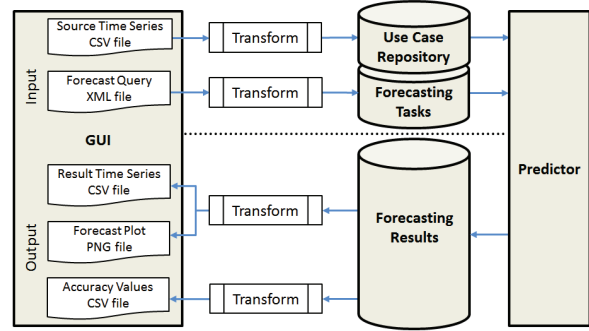 Source Time Series
CSV file
Transform
Use Case
Repository
Input
Forecast Query
XML file
Transform
Forecasting
Tasks
GUI
Predictor
Result Time Series
CSV file
Transform
Forecasting
Results
Output
Forecast Plot
PNG file
Accuracy Values
CSV file
Transform